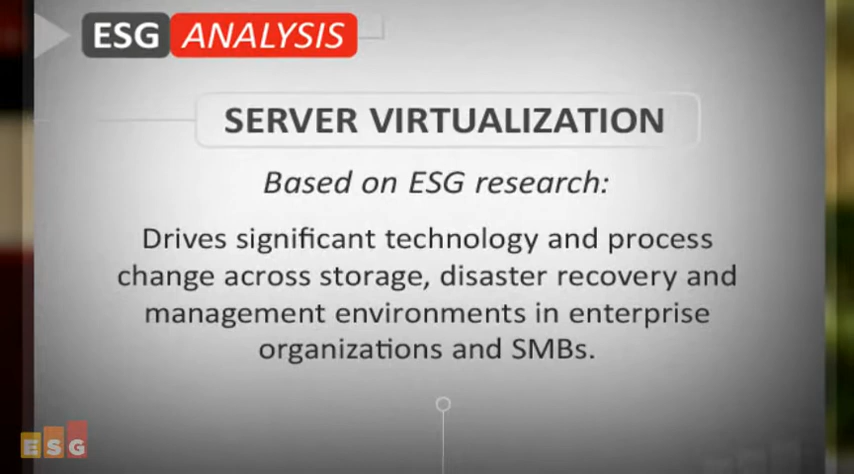 ESG ANALYSIS
SERVER VIRTUALIZATION
Based on ESG research:
Drives significant technology and process
change across storage, disaster recovery and
management environments in enterprise
organizations and SMBs.
ESG